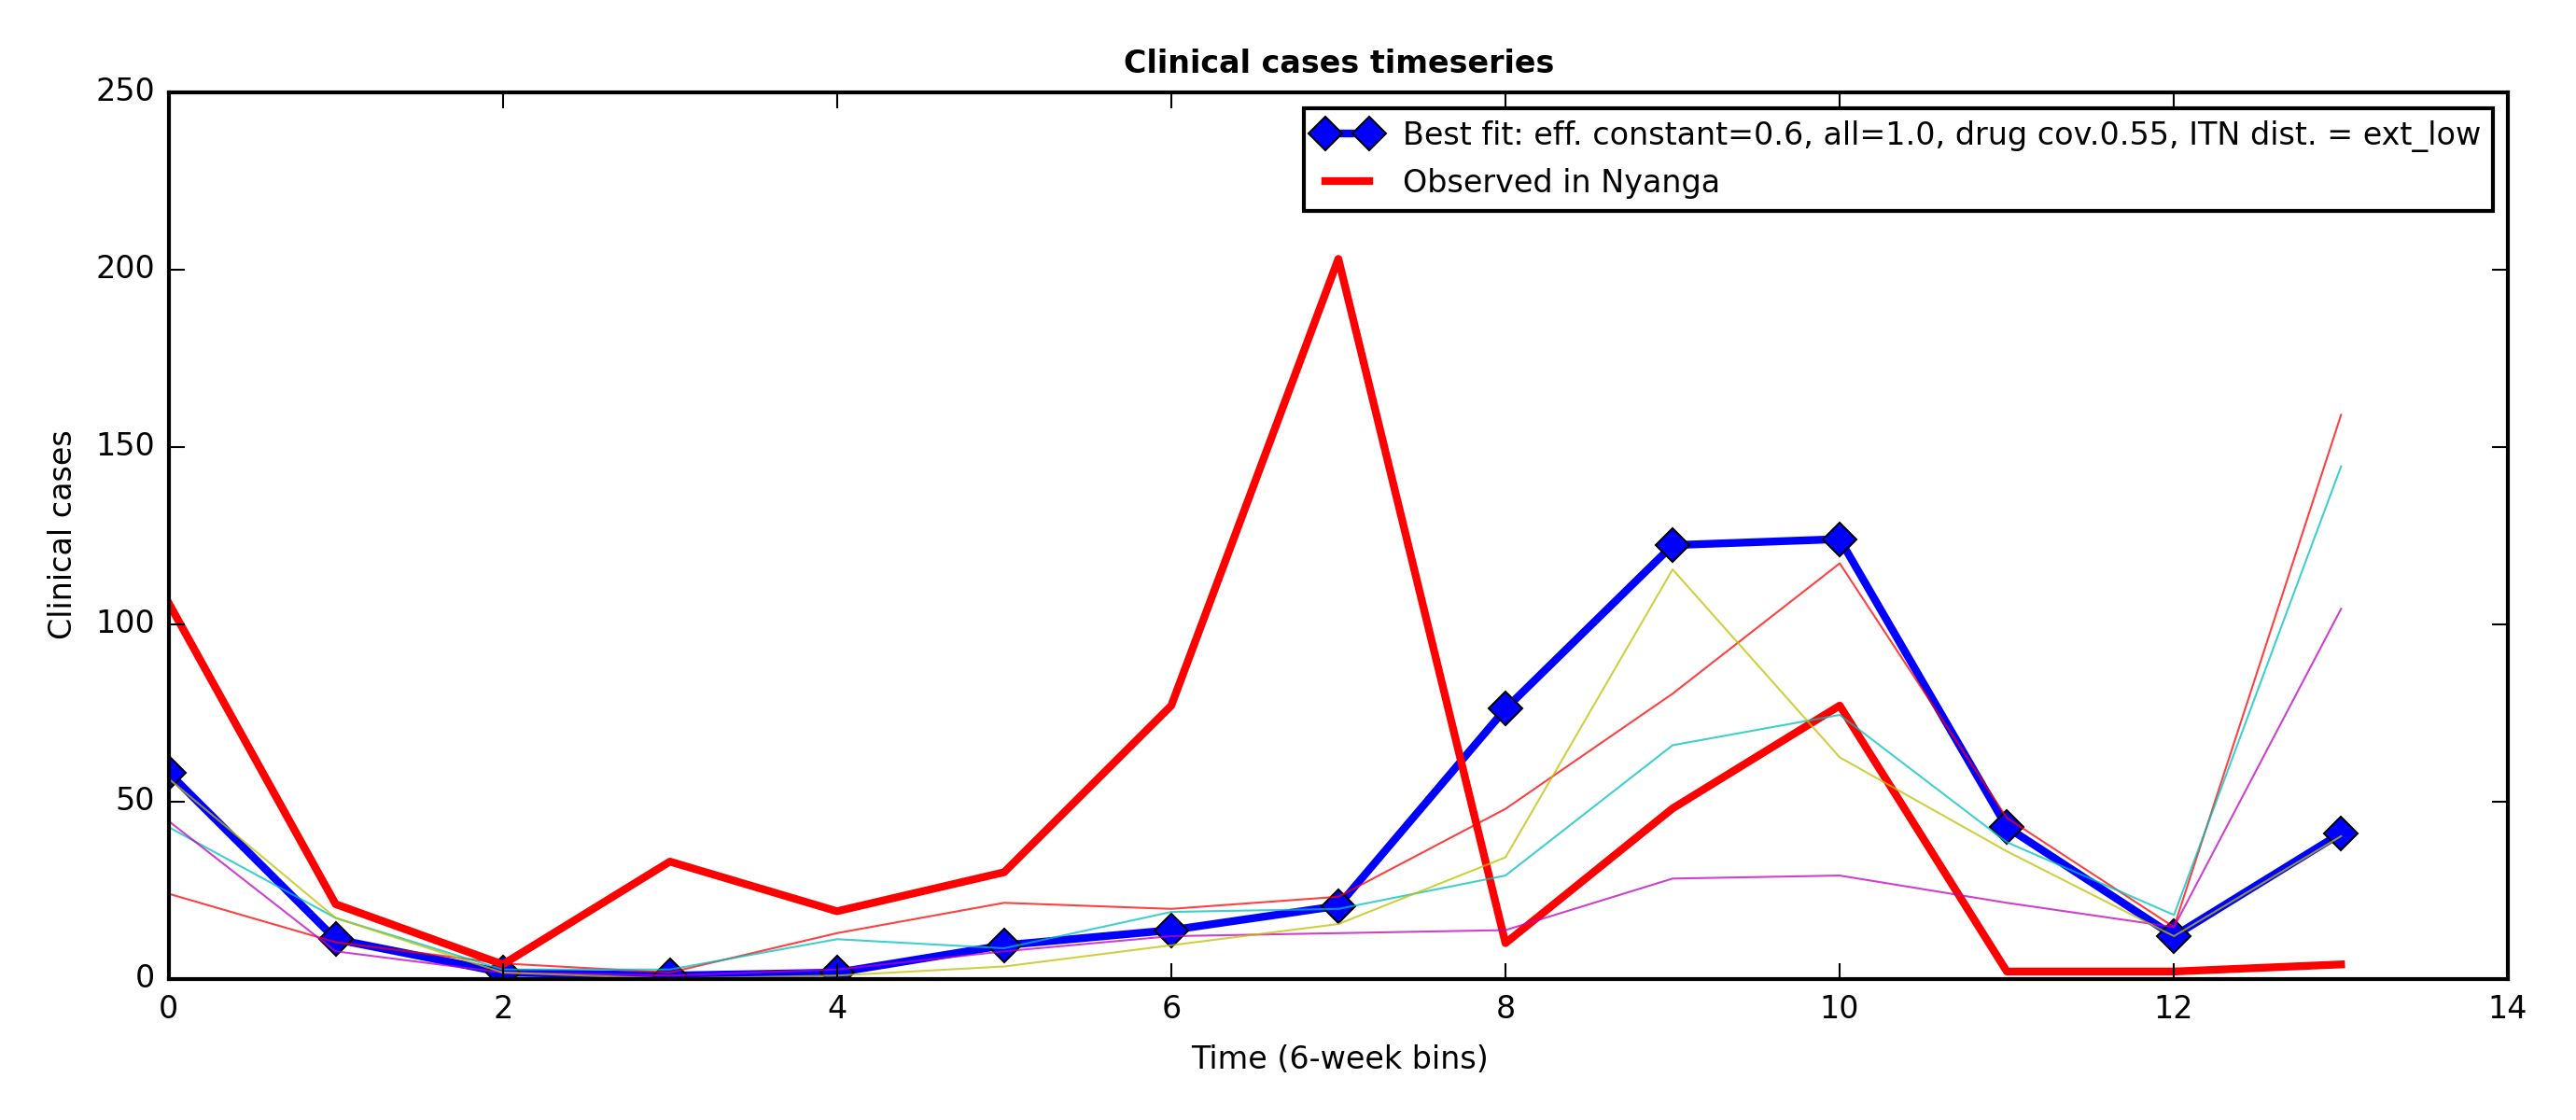 Clinical cases timeseries
250
200
150
100
50
0
Clinical cases
Best fit: eff. constant=0.6, all=1.0, drug cov.0.55, ITN dist. = ext_low
Observed in Nyanga
0 2 4 6 8 10 12 14
Time (6-week bins)